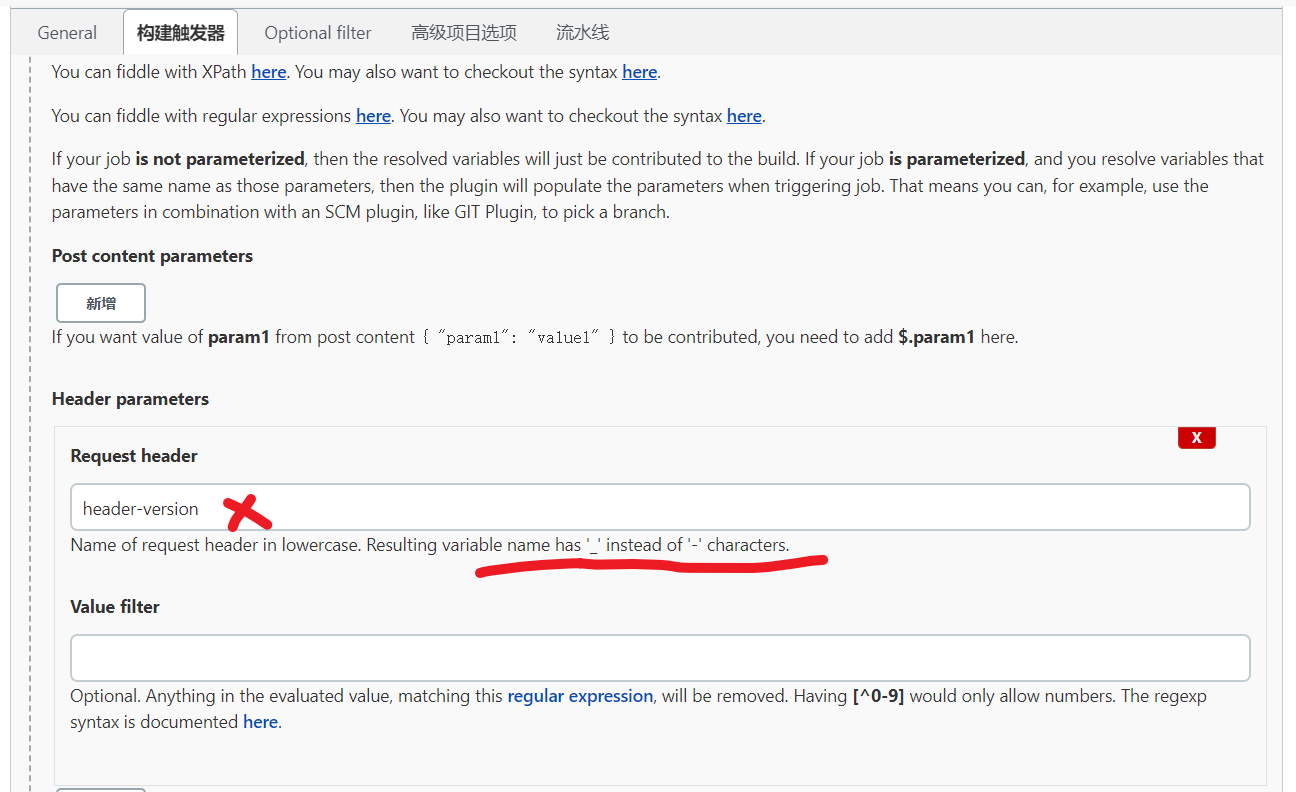 General 构建触发器 Optional filter 高级项目选项 流水线
You can fiddle with XPath here. You may also want to checkout the syntax here.
You can fiddle with regular expressions here. You may also want to checkout the syntax here.
If your job is not parameterized, then the resolved variables will just be contributed to the build. If your job is parameterized, and you resolve variables that
have the same name as those parameters, then the plugin will populate the parameters when triggering job. That means you can, for example, use the
parameters in combination with an SCM plugin, like GIT Plugin, to pick a branch.
Post content parameters
新增
If you want value of param1 from post content { "param1": "value1" } to be contributed, you need to add $.param1 here.
Header parameters
X
Request header
header-version
Name of request header in lowercase. Resulting variable name has '_' instead of '-' characters.
Value filter
Optional. Anything in the evaluated value, matching this regular expression, will be removed. Having [^0-9] would only allow numbers. The regexp
syntax is documented here.